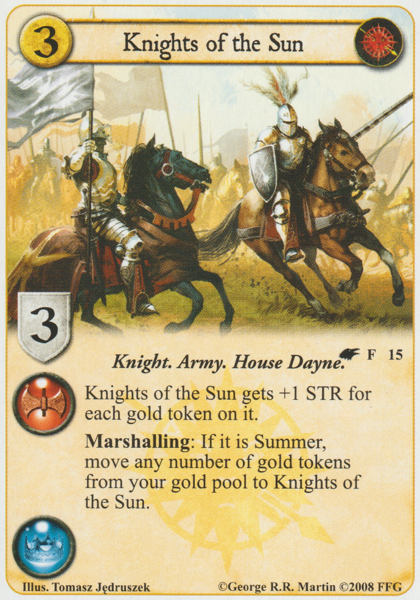 3
Knights of the Sun
3
Knight. Army. House Dayne.
F 15
Knights of the Sun gets +1 STR for
each gold token on it.
Marshalling: If it is Summer,
move any number of gold tokens
from your gold pool to Knights of
the Sun.
Illus. Tomasz Jędruszek
©George R.R. Martin ©2008 FFG